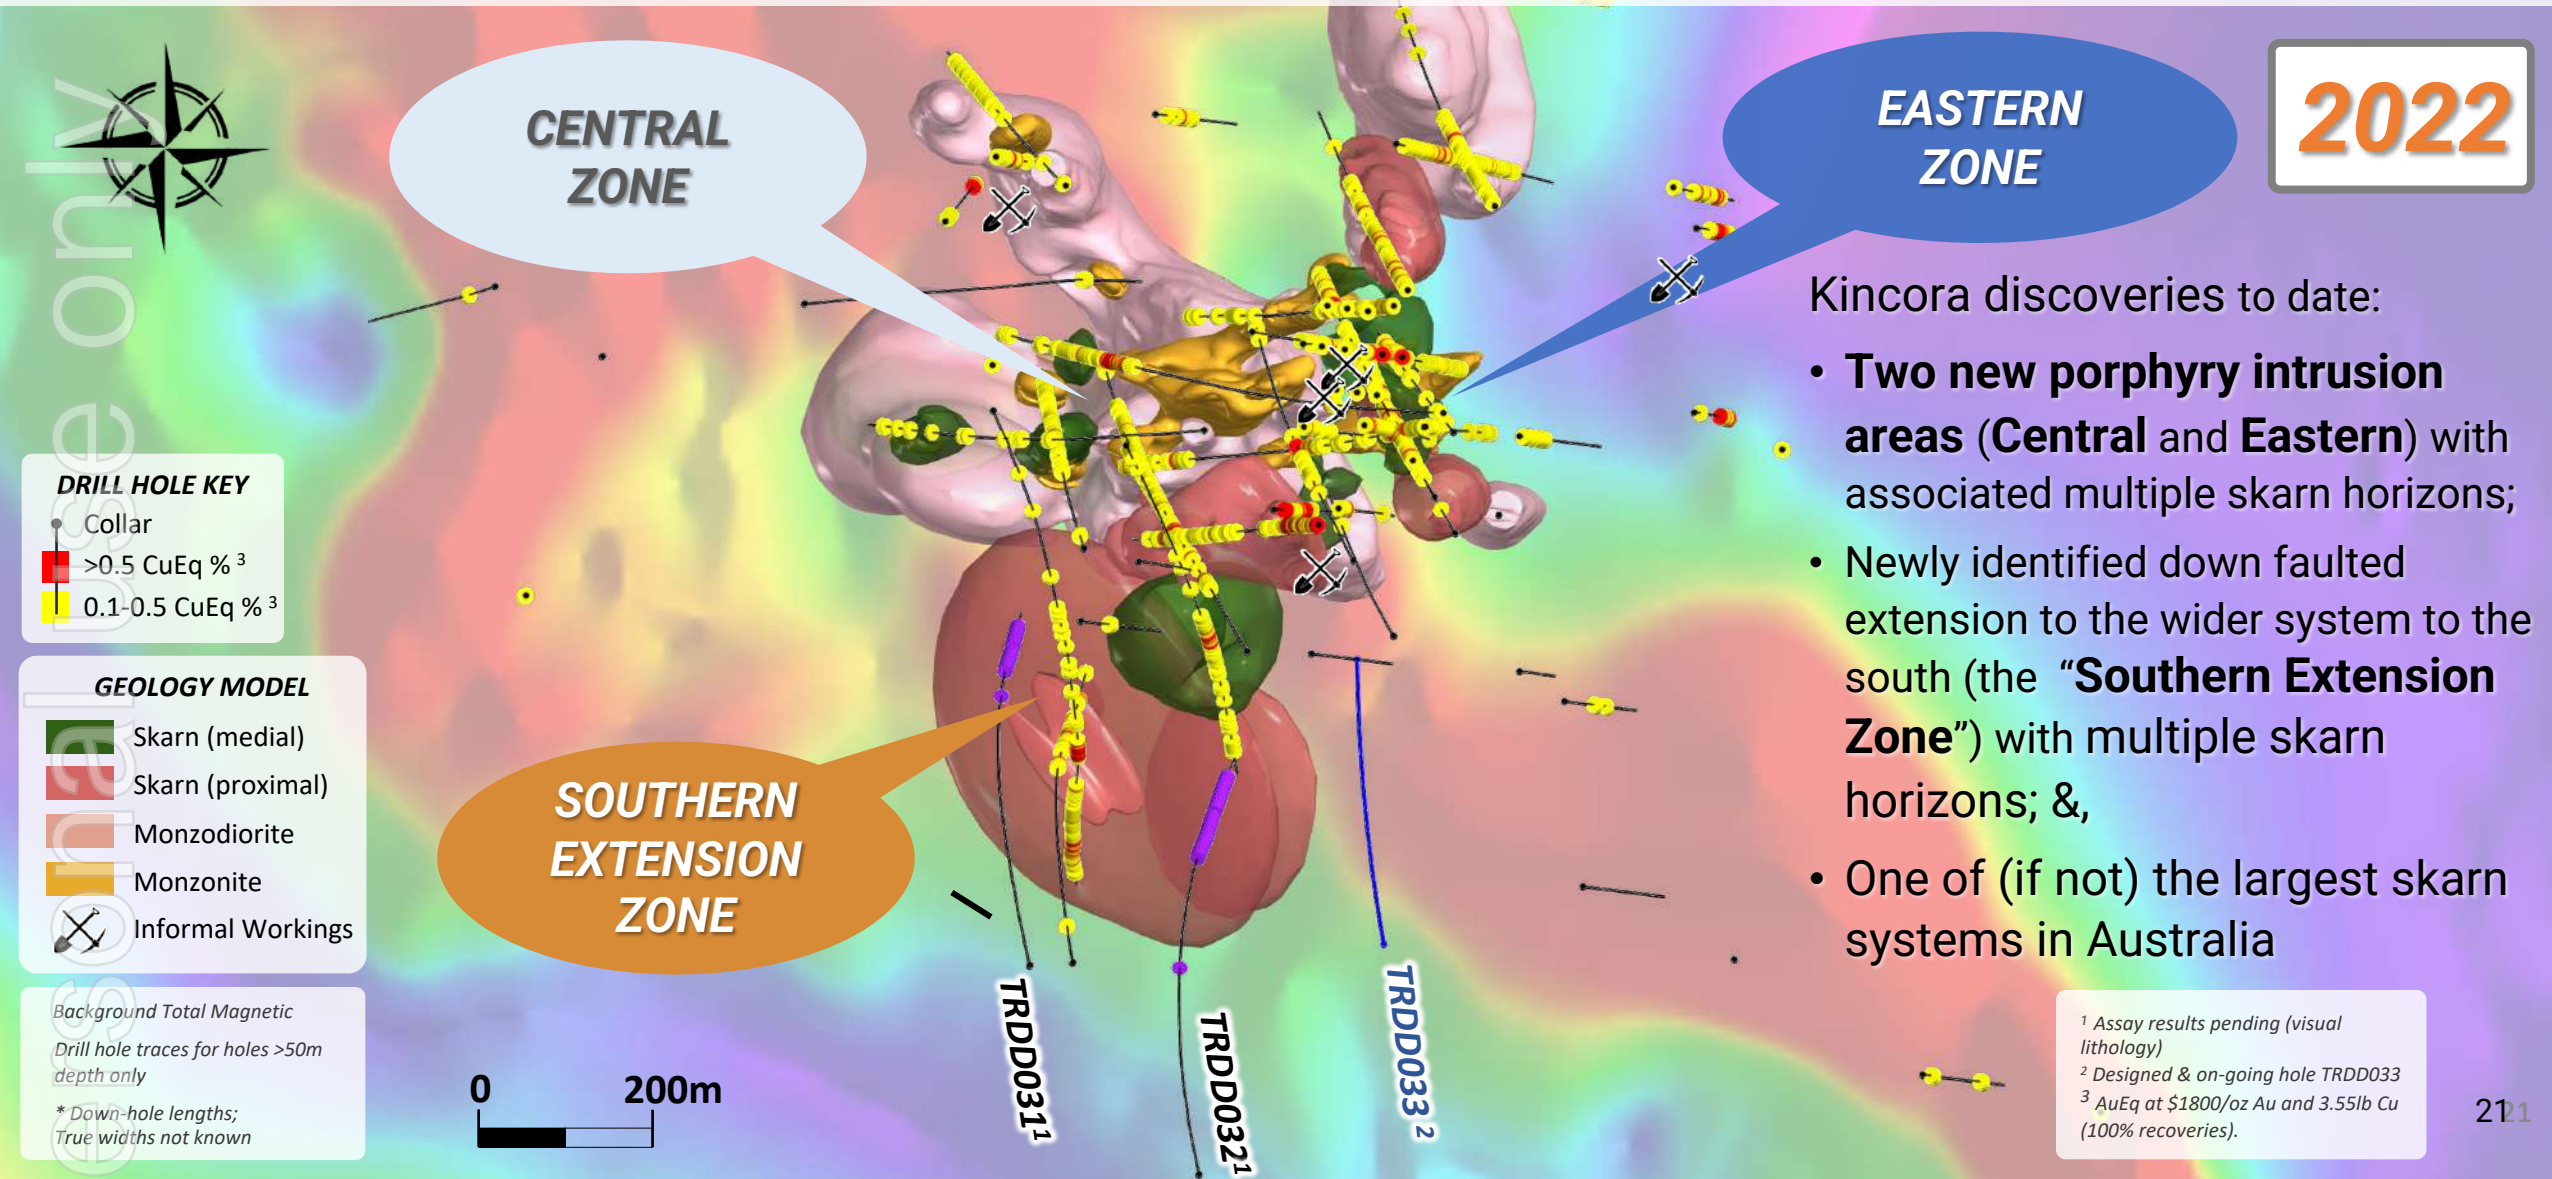 CENTRAL
ZONE
EASTERN
ZONE
2022
Kincora discoveries to date:
• Two new porphyry intrusion
areas (Central and Eastern) with
associated multiple skarn horizons;
• Newly identified down faulted
extension to the wider system to the
south (the “Southern Extension
Zone”) with multiple skarn
horizons; &,
• One of (if not) the largest skarn
systems in Australia
DRILL HOLE KEY
Collar
>0.5 CuEq % ³
0.1-0.5 CuEq % ³
GEOLOGY MODEL
Skarn (medial)
Skarn (proximal)
Monzodiorite
Monzonite
Informal Workings
Background Total Magnetic
Drill hole traces for holes >50m
depth only
* Down-hole lengths;
True widths not known
SOUTHERN
EXTENSION
ZONE
0 200m
TRDD031¹
TRDD032¹
TRDD033 ²
¹ Assay results pending (visual
lithology)
² Designed & on-going hole TRDD033
³ AuEq at $1800/oz Au and 3.55lb Cu
(100% recoveries).
21
21
ersonal use only